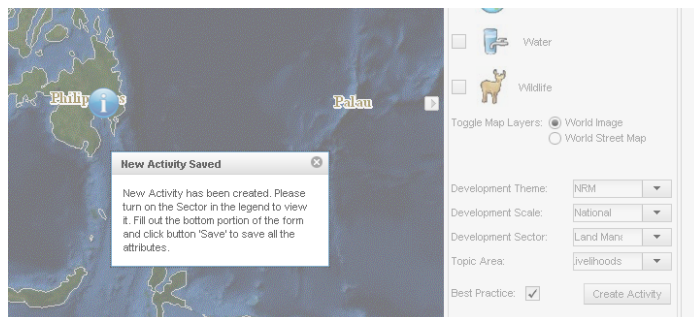 Water
Philip
s
Palau
Wildlife
Toggle Map Layers:
World Image
World Street Map
New Activity Saved
New Activity has been created. Please
turn on the Sector in the legend to view
it. Fill out the bottom portion of the form
and click button 'Save' to save all the
attributes.
Development Theme:
NRM
Development Scale:
National
Development Sector:
Land Mana
Topic Area:
ivelihoods
Best Practice:
Create Activity